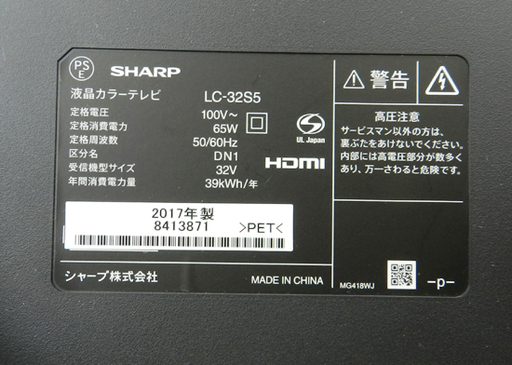 PS
E
SHARP
液晶カラーテレビ LC-32S5
定格電圧 100V～
定格消費電力 65W
定格周波数 50/60Hz
区分名 DN1
受信機型サイズ 32V
年間消費電力量 39kWh/年
UL Japan
HDMI
2017年製
8413871
>PET<
シャープ株式会社
MADE IN CHINA
警告
高圧注意
サービスマン以外の方は、
裏ぶたをあけないでください。
内部には高電圧部分が数多く
あり、万一さわると危険です。
MG418WJ
-p-